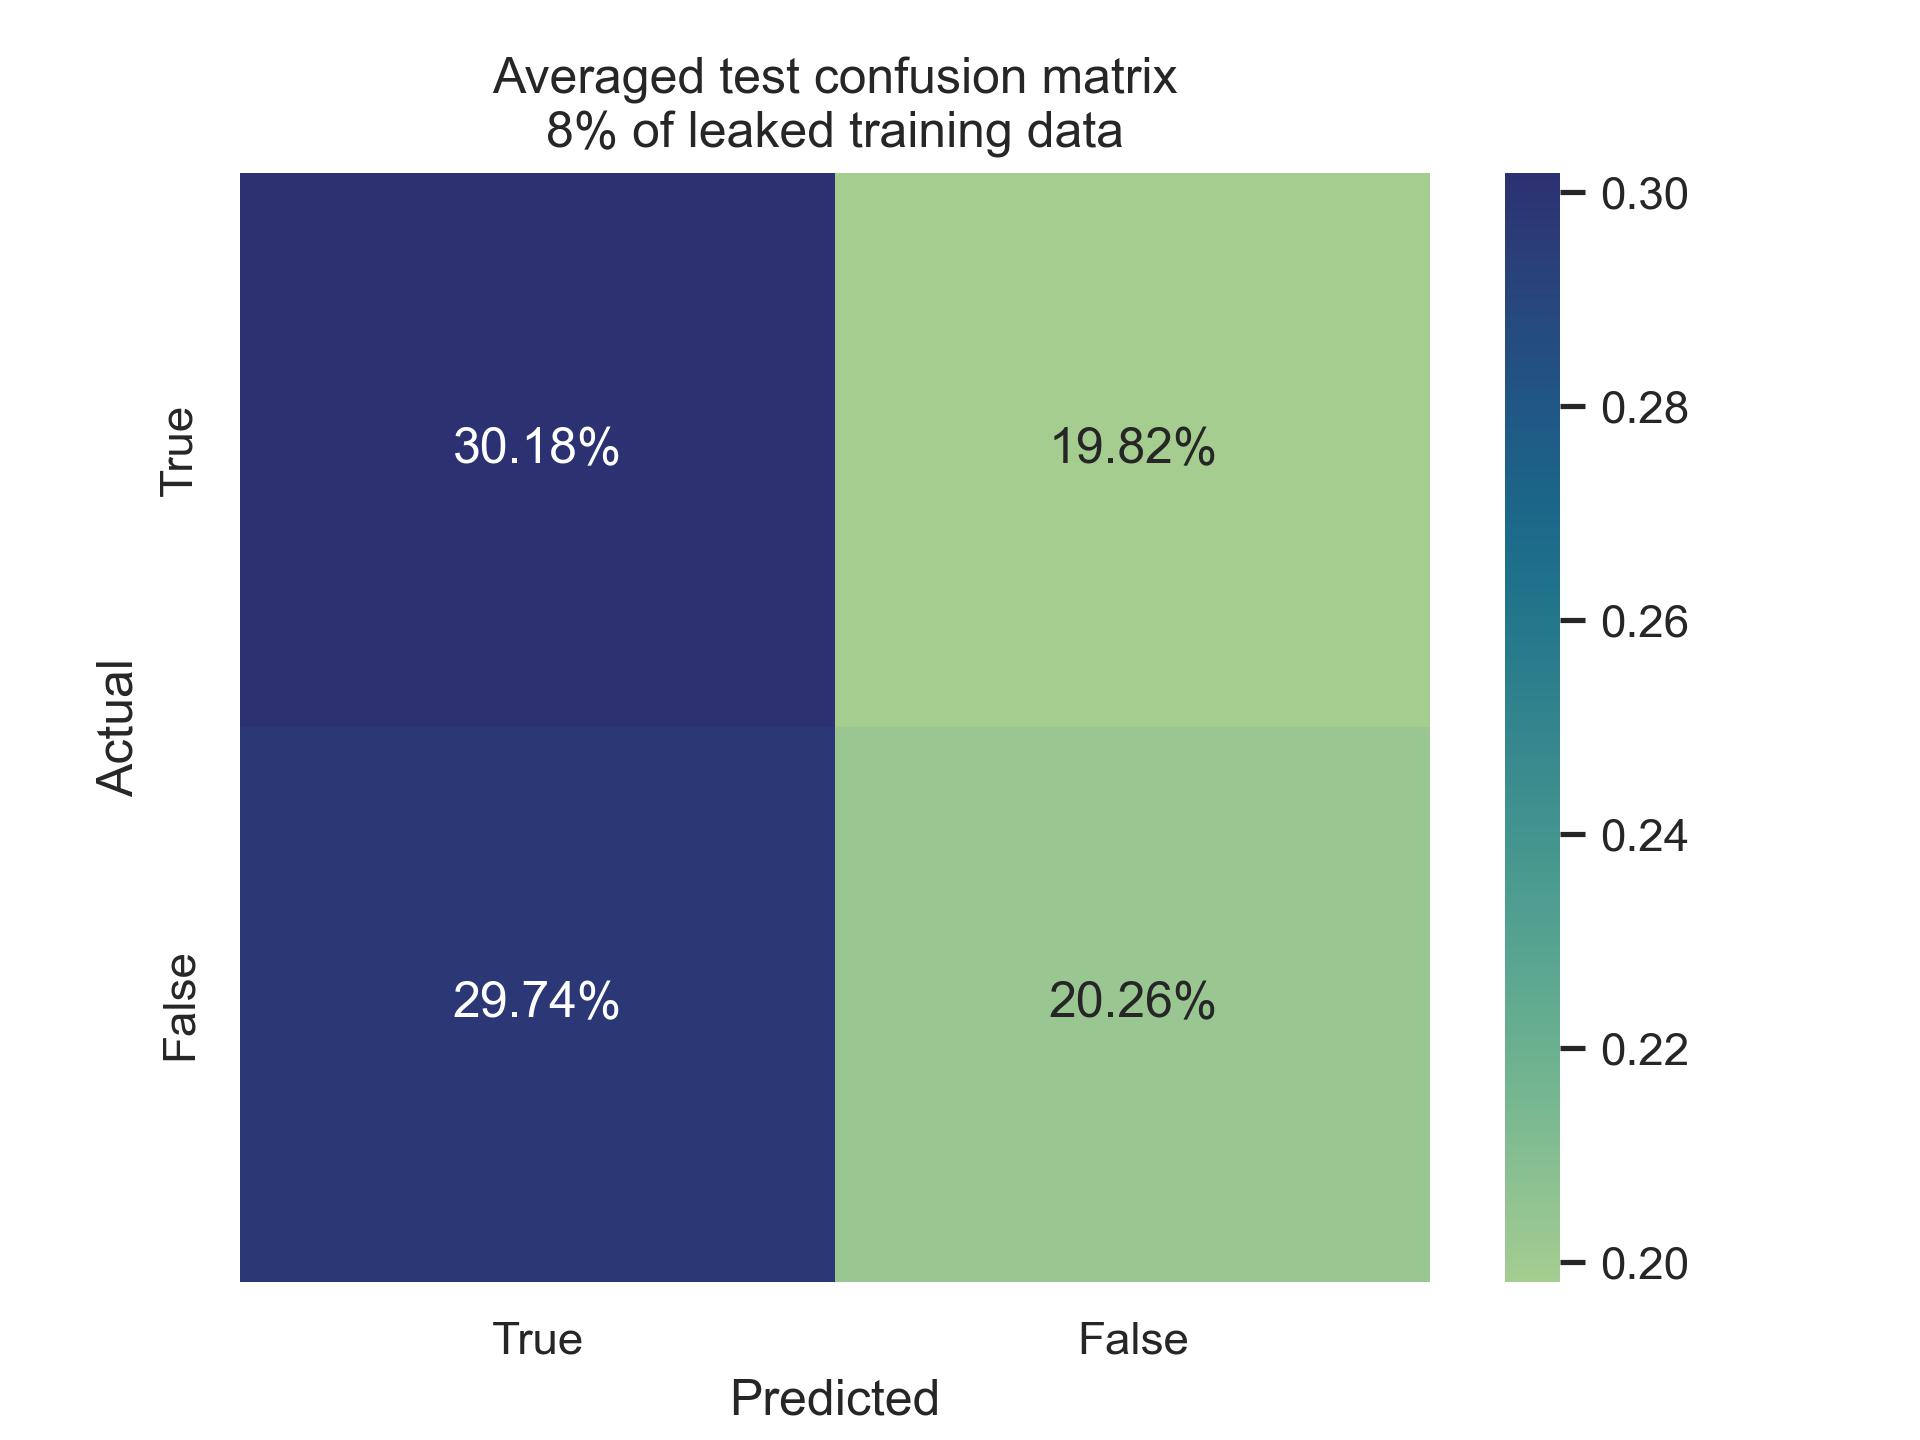 Averaged test confusion matrix
8% of leaked training data
Actual
True
False
30.18%
19.82%
29.74%
20.26%
True
False
Predicted
0.30
0.28
0.26
0.24
0.22
0.20